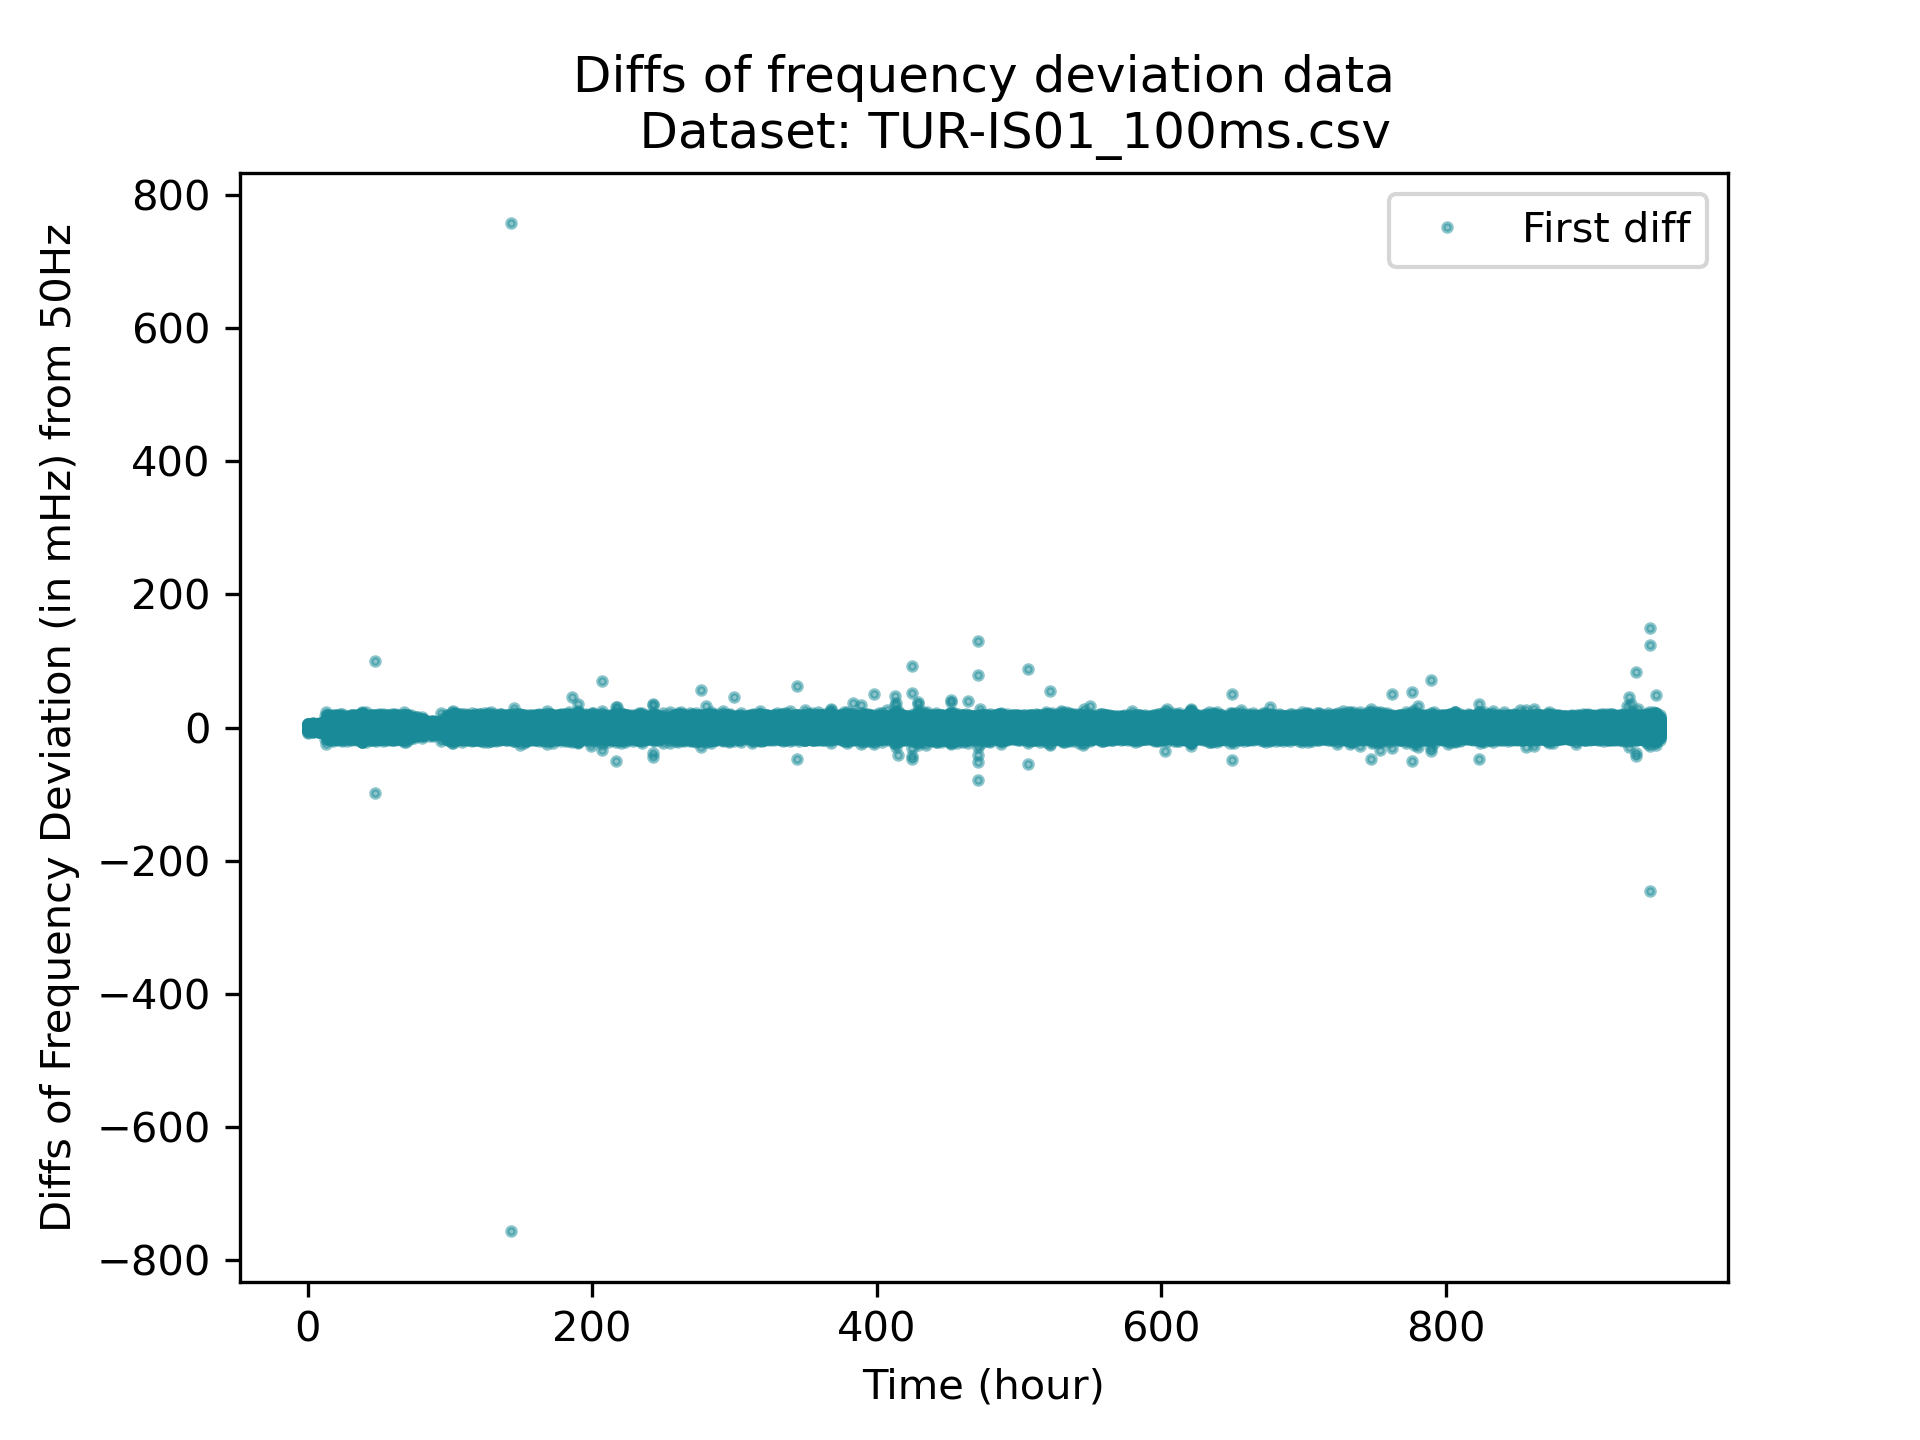 Diffs of frequency deviation data
Dataset: TUR-IS01_100ms.csv
Diffs of Frequency Deviation (in mHz) from 50Hz
800
600
400
200
0
−200
−400
−600
−800
First diff
0 200 400 600 800
Time (hour)